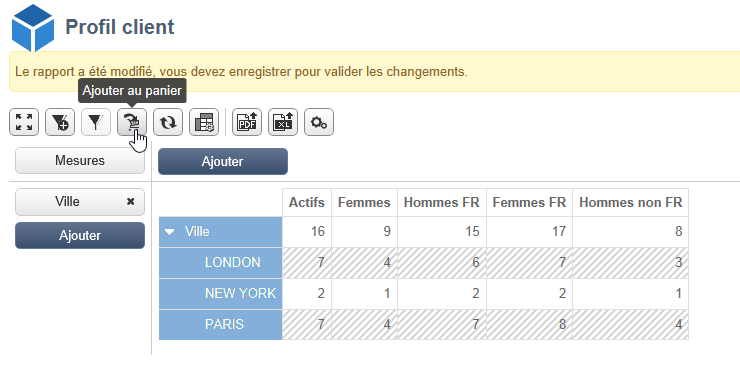 Profil client
Le rapport a été modifié, vous devez enregistrer pour valider les changements.
Ajouter au panier
PDF XL
Mesures Ajouter
Ville ×
Ajouter
Actifs Femmes Hommes FR Femmes FR Hommes non FR
Ville 16 9 15 17 8
LONDON 7 4 6 7 3
NEW YORK 2 1 2 2 1
PARIS 7 4 7 8 4